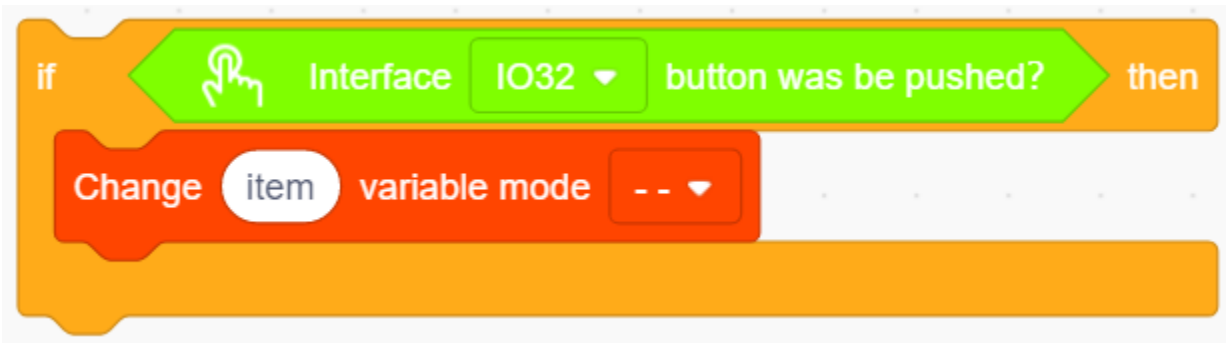 if Interface IO32 button was be pushed? then
Change item variable mode - -